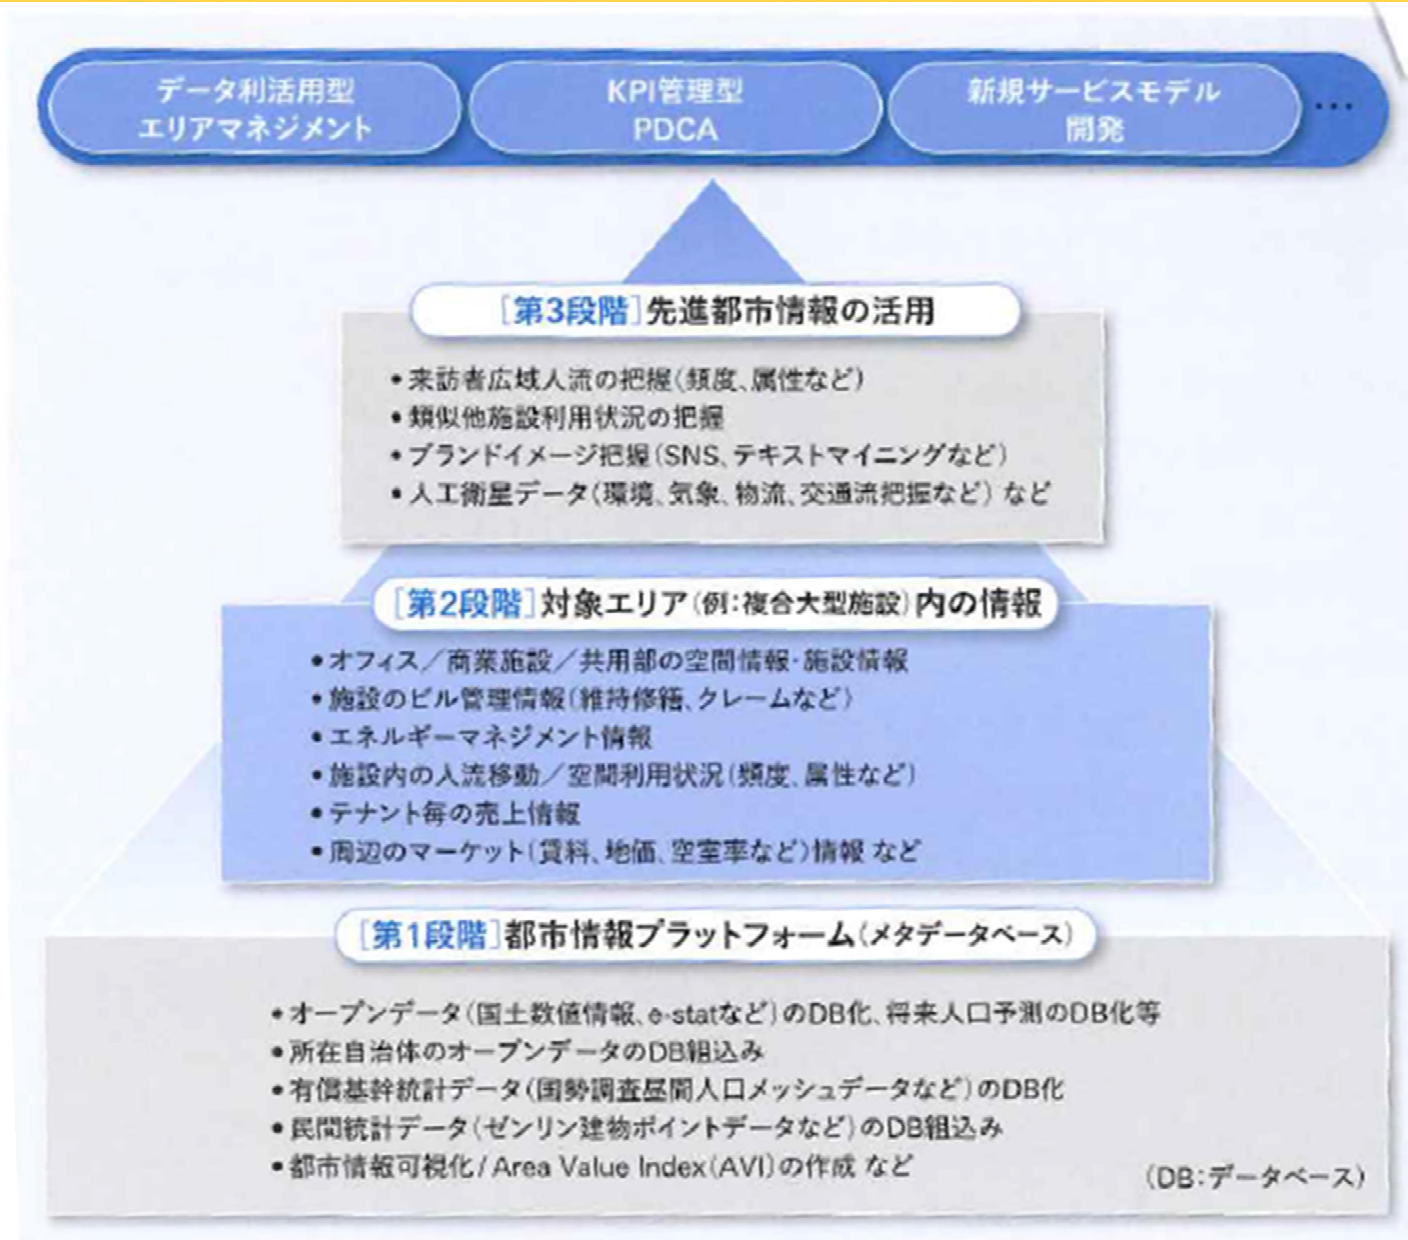 データ利活用型
エリアマネジメント
KPI管理型
PDCA
新規サービスモデル
開発
…
[第3段階]先進都市情報の活用
•来訪者広域人流の把握(頻度、属性など)
•類似他施設利用状況の把握
•ブランドイメージ把握(SNS、テキストマイニングなど)
•人工衛星データ(環境、気象、物流、交通流把握など) など
[第2段階]対象エリア(例:複合大型施設)内の情報
•オフィス/商業施設/共用部の空間情報・施設情報
•施設のビル管理情報(維持修繕、クレームなど)
•エネルギーマネジメント情報
•施設内の人流移動/空間利用状況(頻度、属性など)
•テナント毎の売上情報
•周辺のマーケット(賃料、地価、空室率など)情報 など
[第1段階]都市情報プラットフォーム(メタデータベース)
•オープンデータ(国土数値情報、e-statなど)のDB化、将来人口予測のDB化等
•所在自治体のオープンデータのDB組込み
•有償基幹統計データ(国勢調査昼間人口メッシュデータなど)のDB化
•民間統計データ(ゼンリン建物ポイントデータなど)のDB組込み
•都市情報可視化/Area Value Index(AVI)の作成 など
(DB:データベース)